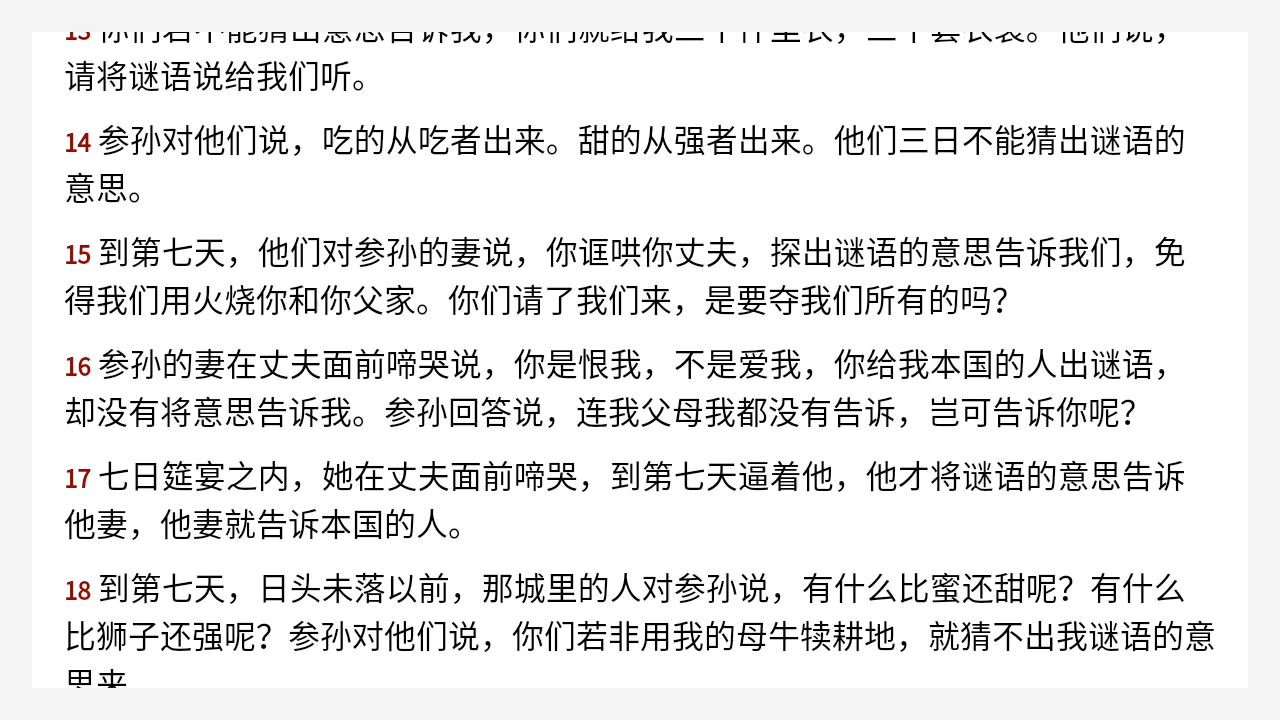 请将谜语说给我们听。
14 参孙对他们说，吃的从吃者出来。甜的从强者出来。他们三日不能猜出谜语的
意思。
15 到第七天，他们对参孙的妻说，你诓哄你丈夫，探出谜语的意思告诉我们，免
得我们用火烧你和你父家。你们请了我们来，是要夺我们所有的吗？
16 参孙的妻在丈夫面前啼哭说，你是恨我，不是爱我，你给我本国的人出谜语，
却没有将意思告诉我。参孙回答说，连我父母我都没有告诉，岂可告诉你呢？
17 七日筵宴之内，她在丈夫面前啼哭，到第七天逼着他，他才将谜语的意思告诉
他妻，他妻就告诉本国的人。
18 到第七天，日头未落以前，那城里的人对参孙说，有什么比蜜还甜呢？有什么
比狮子还强呢？参孙对他们说，你们若非用我的母牛犊耕地，就猜不出我谜语的意
思来